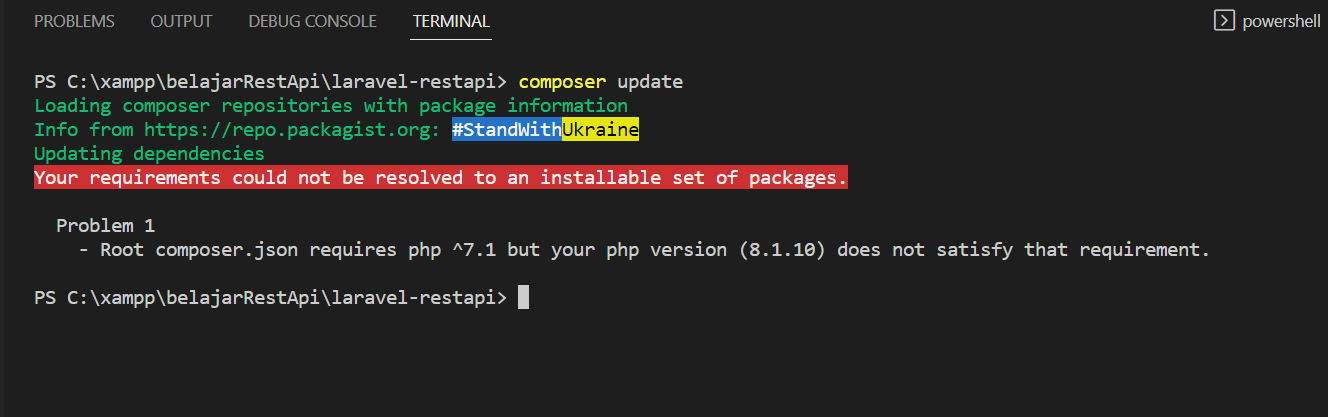 PROBLEMS OUTPUT DEBUG CONSOLE TERMINAL powershell
PS C:\xampp\belajarRestApi\laravel-restapi> composer update
Loading composer repositories with package information
Info from https://repo.packagist.org: #StandWithUkraine
Updating dependencies
Your requirements could not be resolved to an installable set of packages.
Problem 1
- Root composer.json requires php ^7.1 but your php version (8.1.10) does not satisfy that requirement.
PS C:\xampp\belajarRestApi\laravel-restapi>